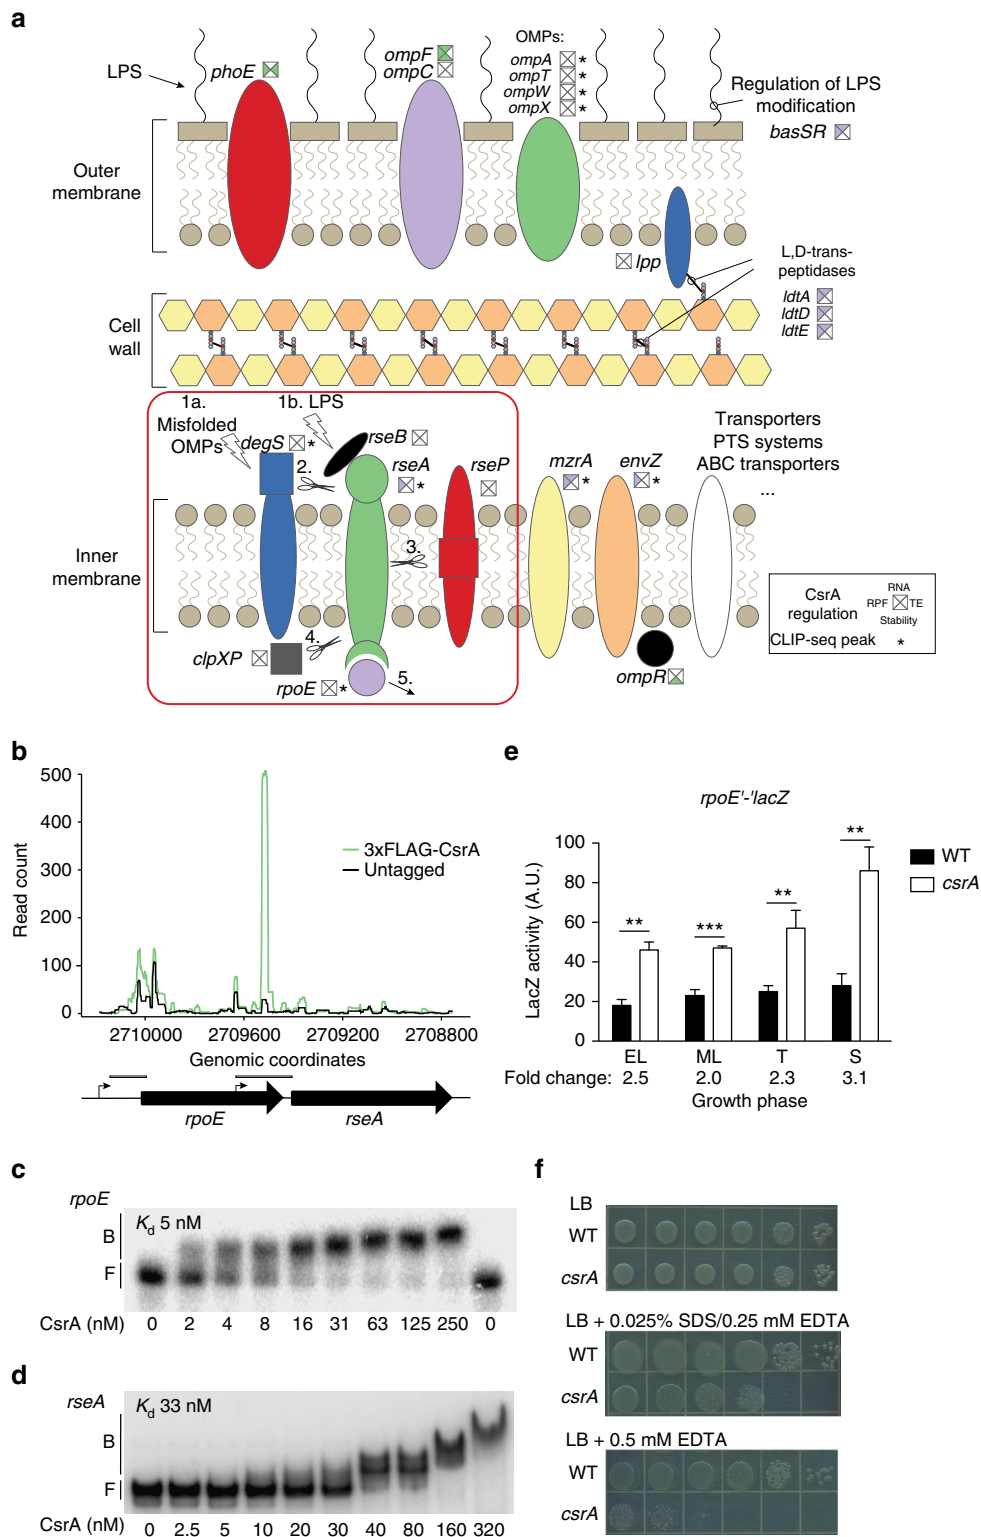 a
OMPs:
LPS
phoE
ompF
ompC
ompA *
ompT *
ompW *
ompX *
Regulation of LPS
modification
basSR
Outer
membrane
lpp
L,D-trans-
peptidases
ldtA
ldtD
ldtE
Cell
wall
1a.
Misfolded
OMPs
1b. LPS
degS *
2.
rseB
rseA
*
rseP
mzrA
*
envZ
*
Transporters
PTS systems
ABC transporters
...
3.
Inner
membrane
4.
clpXP
rpoE *
5.
ompR
CsrA
regulation
RNA
RPF TE
Stability
CLIP-seq peak *
b
Read count
500
300
200
100
0
3xFLAG-CsrA
Untagged
2710000 2709600 2709200 2708800
Genomic coordinates
rpoE rseA
e
rpoE'-'lacZ
LacZ activity (A.U.)
100
80
60
40
20
0
** *** ** **
WT
csrA
EL ML T S
Fold change: 2.5 2.0 2.3 3.1
Growth phase
c
rpoE
Kd 5 nM
B
F
CsrA (nM) 0 2 4 8 16 31 63 125 250 0
d
rseA
Kd 33 nM
B
F
CsrA (nM) 0 2.5 5 10 20 30 40 80 160 320
f
LB
WT
csrA
LB + 0.025% SDS/0.25 mM EDTA
WT
csrA
LB + 0.5 mM EDTA
WT
csrA